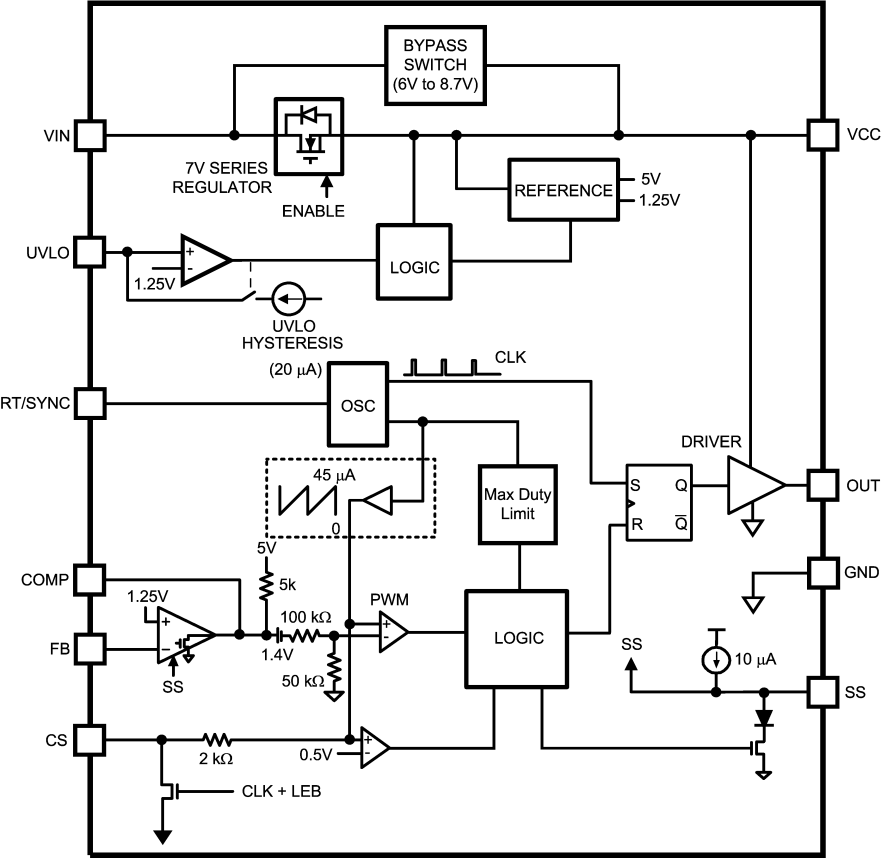 BYPASS
SWITCH
(6V to 8.7V)
VIN
VCC
7V SERIES
REGULATOR
ENABLE
REFERENCE
5V
1.25V
UVLO
+
-
1.25V
LOGIC
UVLO
HYSTERESIS
(20 μA)
CLK
RT/SYNC
OSC
DRIVER
45 μA
0
Max Duty
Limit
S
Q
R
Q̅
OUT
5V
5k
COMP
1.25V
+
-
100 kΩ
1.4V
PWM
+
-
LOGIC
GND
FB
SS
50 kΩ
SS
10 μA
SS
CS
2 kΩ
0.5V
+
-
CLK + LEB